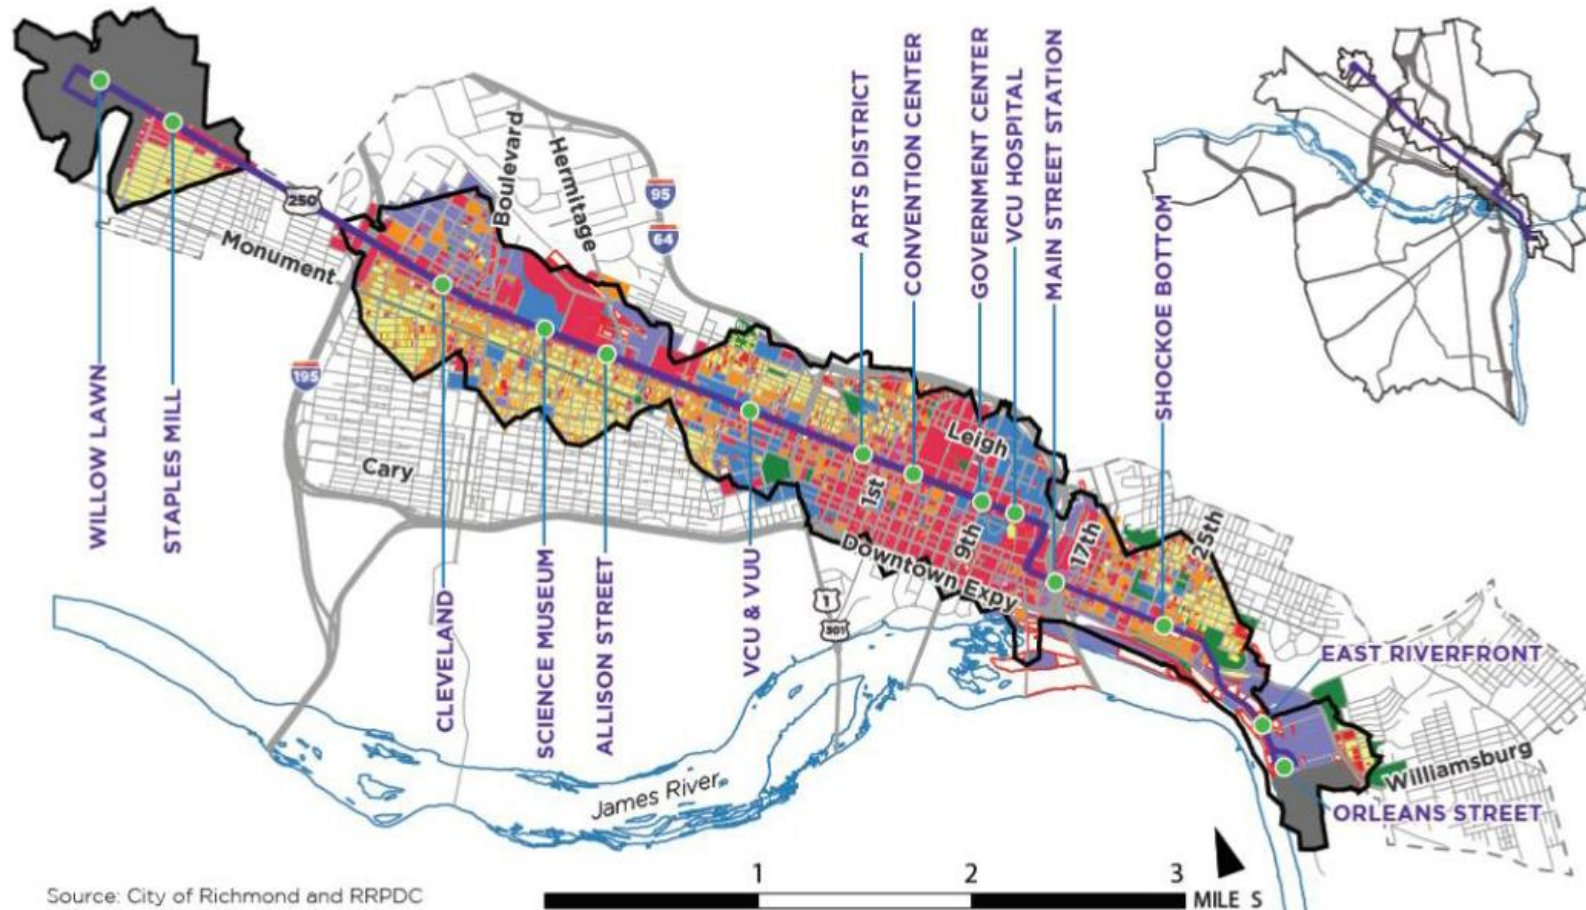 WILLOW LAWN
STAPLES MILL
CLEVELAND
SCIENCE MUSEUM
ALLISON STREET
VCU & VUU
ARTS DISTRICT
CONVENTION CENTER
GOVERNMENT CENTER
VCU HOSPITAL
MAIN STREET STATION
SHOCKOE BOTTOM
EAST RIVERFRONT
ORLEANS STREET
250
Monument
Boulevard
Hermitage
95
64
195
Cary
Leigh
1st
9th
17th
25th
Downtown Expy
1
301
Williamsburg
James River
1 2 3
MILE S
Source: City of Richmond and RRPDC